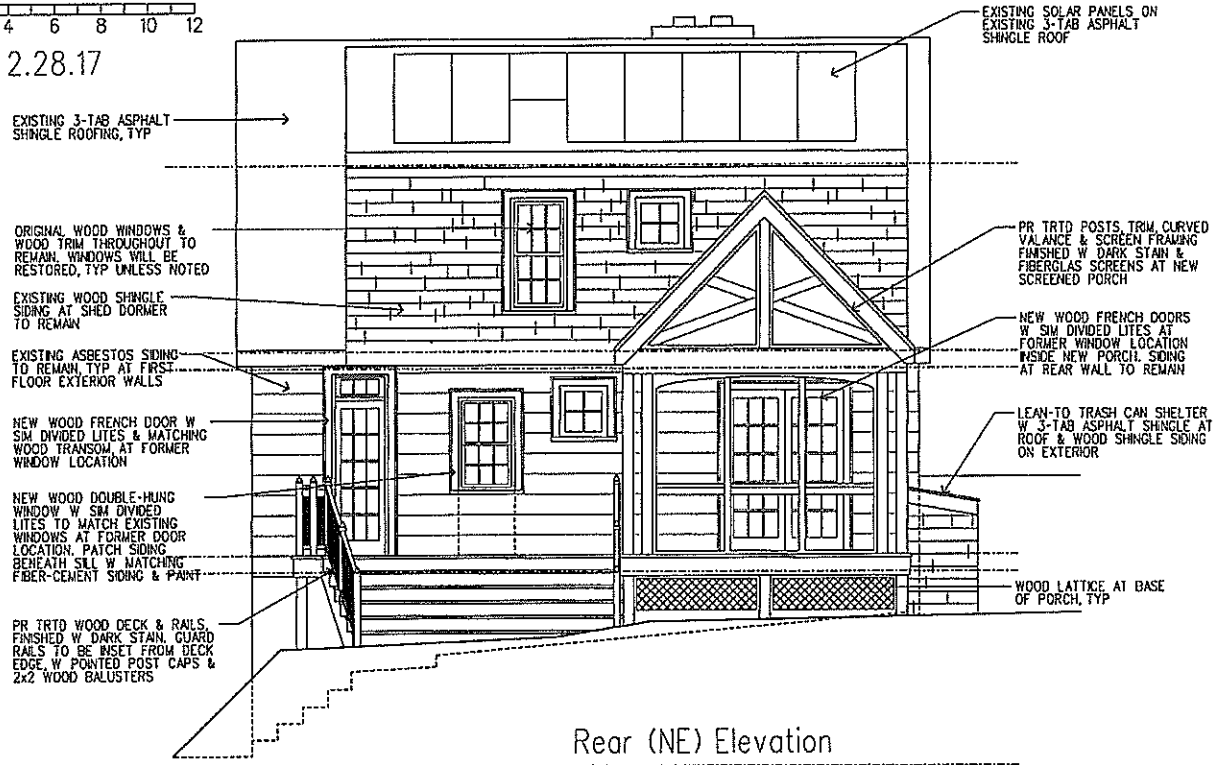 4 6 8 10 12
2.28.17
EXISTING 3-TAB ASPHALT
SHINGLE ROOFING, TYP
ORIGINAL WOOD WINDOWS &
WOOD TRIM THROUGHOUT TO
REMAIN. WINDOWS WILL BE
RESTORED, TYP UNLESS NOTED
EXISTING WOOD SHINGLE
SIDING AT SHED DORMER
TO REMAIN
EXISTING ASBESTOS SIDING
TO REMAIN, TYP AT FIRST
FLOOR EXTERIOR WALLS
NEW WOOD FRENCH DOOR W
SIM DIVIDED LITES & MATCHING
WOOD TRANSOM, AT FORMER
WINDOW LOCATION
NEW WOOD DOUBLE-HUNG
WINDOW W SIM DIVIDED
LITES TO MATCH EXISTING
WINDOWS AT FORMER DOOR
LOCATION. PATCH SIDING
BENEATH SILL W MATCHING
FIBER-CEMENT SIDING & PAINT
PR TRTD WOOD DECK & RAILS,
FINISHED W DARK STAIN. GUARD
RAILS TO BE INSET FROM DECK
EDGE, W POINTED POST CAPS &
2x2 WOOD BALUSTERS
EXISTING SOLAR PANELS ON
EXISTING 3-TAB ASPHALT
SHINGLE ROOF
PR TRTD POSTS, TRIM, CURVED
VALANCE & SCREEN FRAMING
FINISHED W DARK STAIN &
FIBERGLAS SCREENS AT NEW
SCREENED PORCH
NEW WOOD FRENCH DOORS
W SIM DIVIDED LITES AT
FORMER WINDOW LOCATION
INSIDE NEW PORCH. SIDING
AT REAR WALL TO REMAIN
LEAN-TO TRASH CAN SHELTER
W 3-TAB ASPHALT SHINGLE AT
ROOF & WOOD SHINGLE SIDING
ON EXTERIOR
WOOD LATTICE AT BASE
OF PORCH, TYP
Rear (NE) Elevation